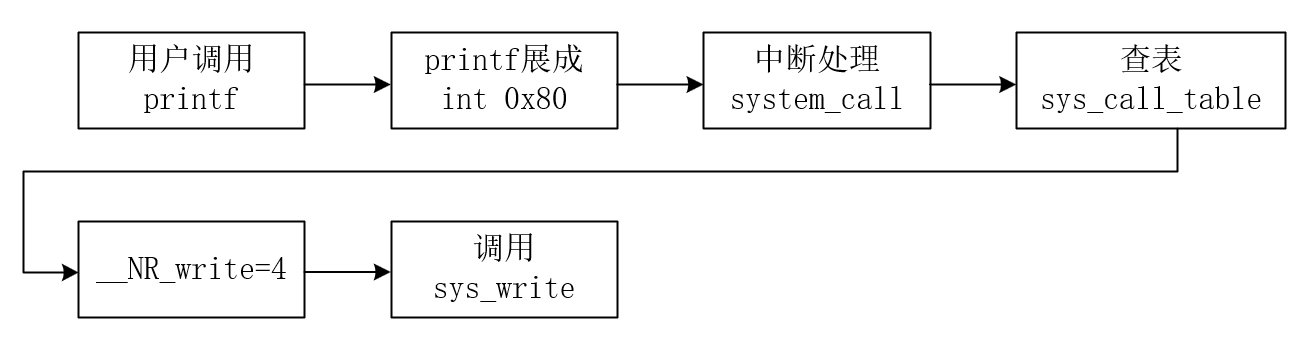 用户调用
printf
printf展成
int 0x80
中断处理
system_call
查表
sys_call_table
__NR_write=4
调用
sys_write